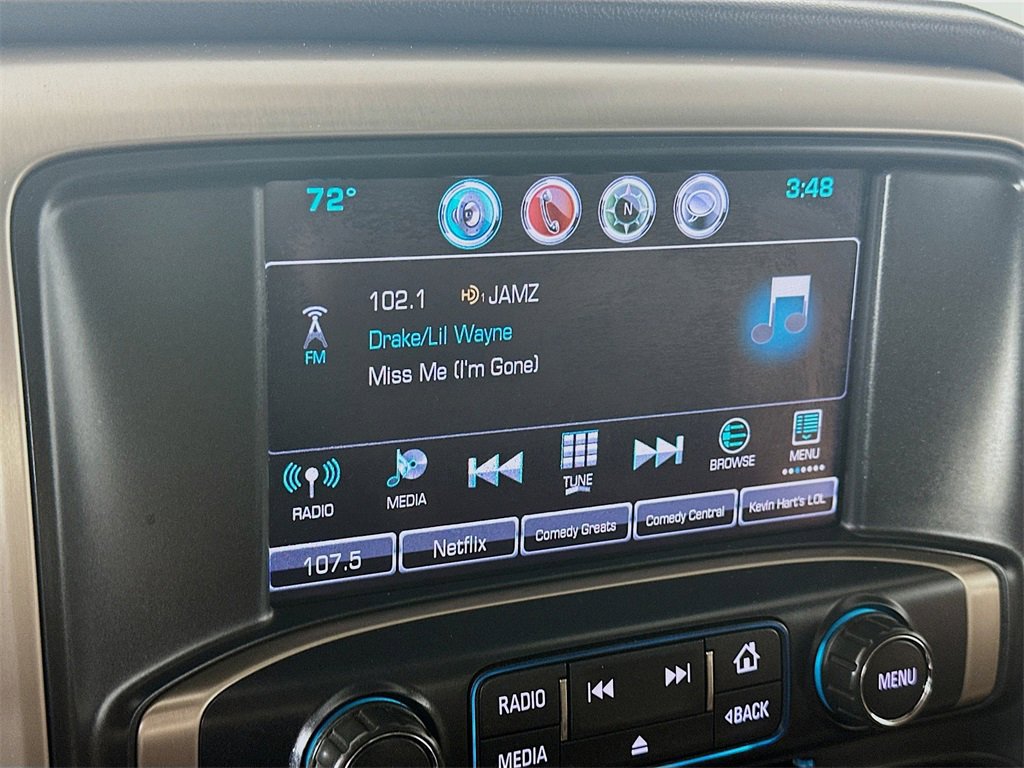 72° 3:48
N
102.1 HD1 JAMZ
FM
Drake/Lil Wayne
Miss Me (I'm Gone)
RADIO MEDIA TUNE BROWSE MENU
107.5 Netflix Comedy Greats Comedy Central Kevin Hart's LOL
RADIO
MENU
◁BACK
MEDIA